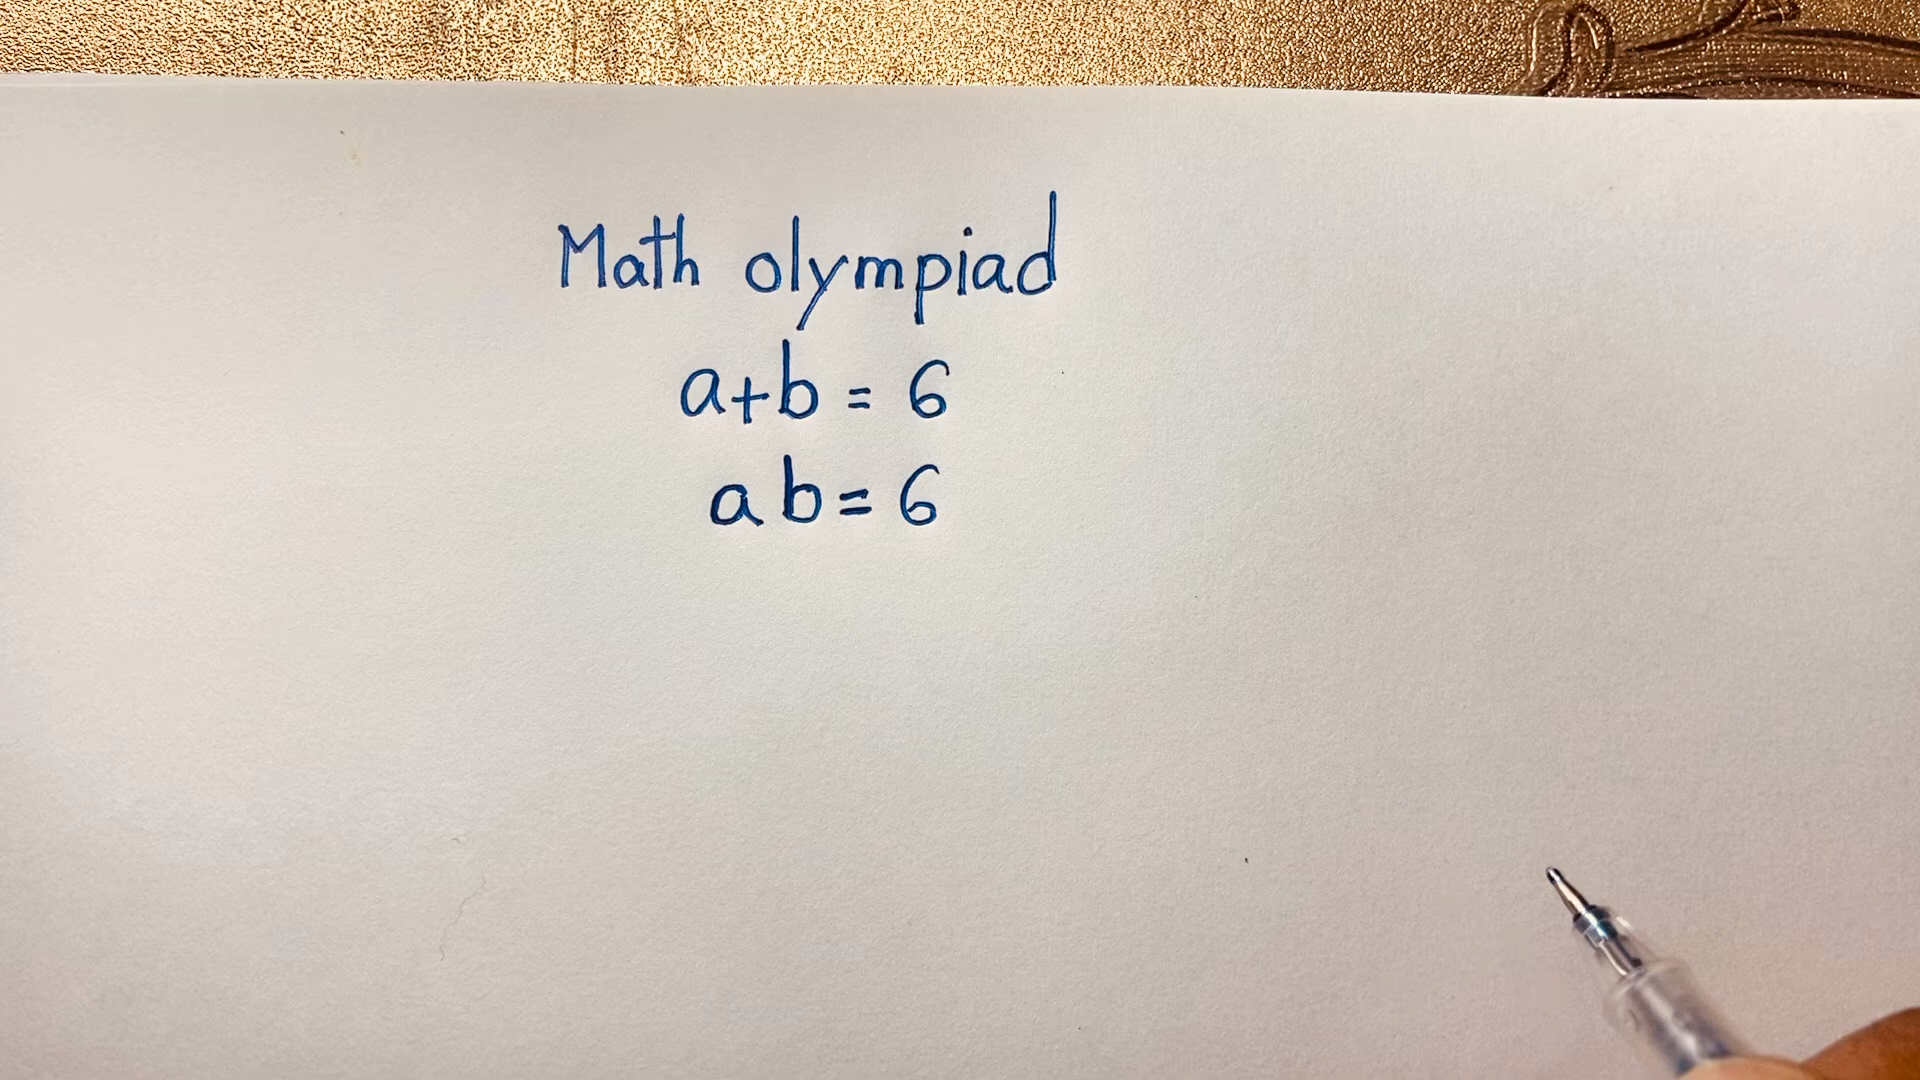 Math olympiad
a+b = 6
ab = 6